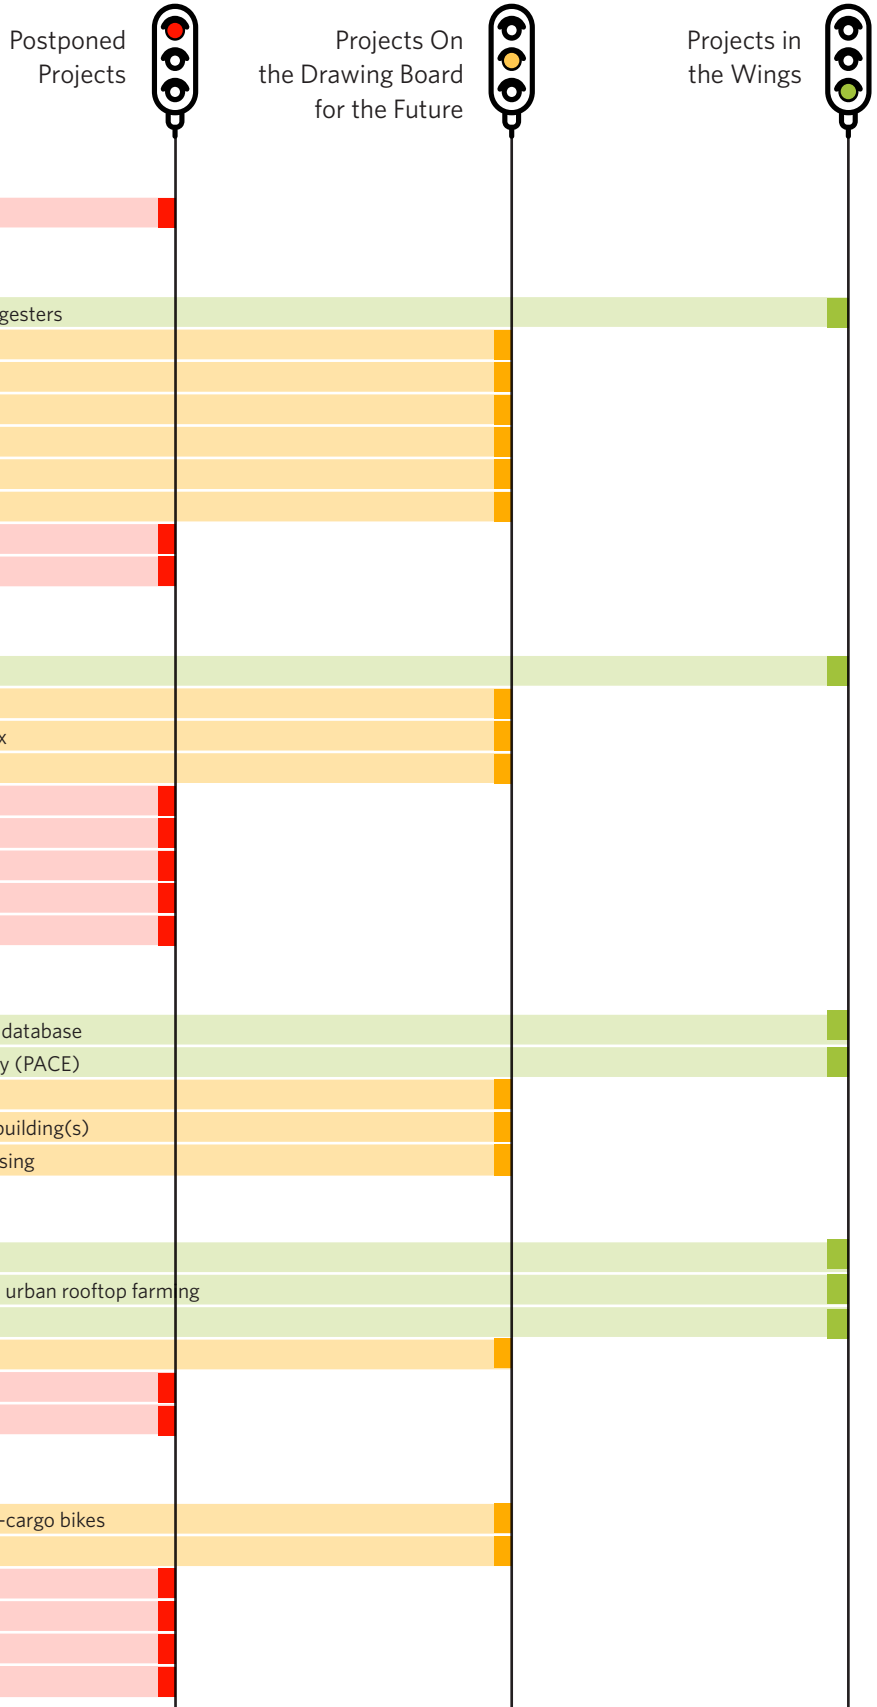 Postponed
Projects
Projects On
the Drawing Board
for the Future
Projects in
the Wings
gesters
x
database
y (PACE)
building(s)
sing
urban rooftop farming
-cargo bikes